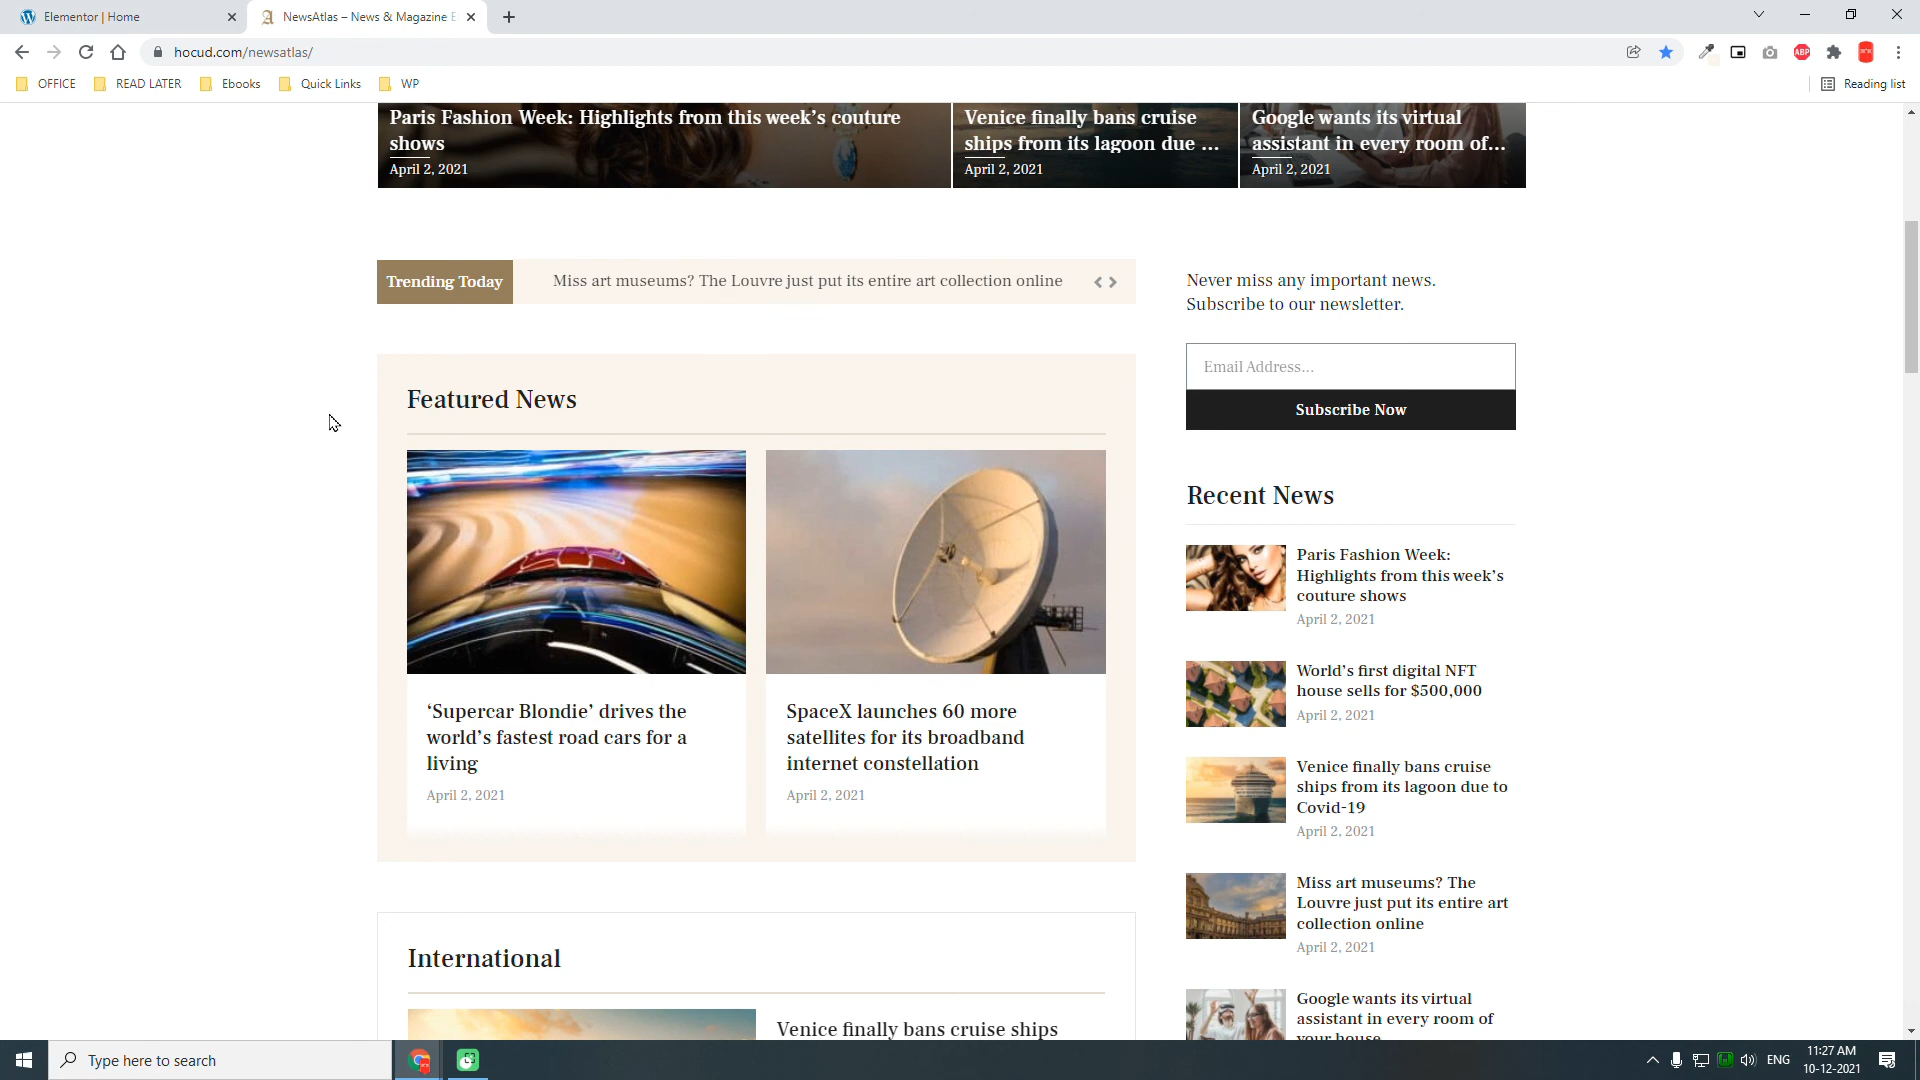 Elementor | Home
NewsAtlas – News & Magazine E
hocud.com/newsatlas/
ABP
OFFICE
READ LATER
Ebooks
Quick Links
WP
Reading list
Paris Fashion Week: Highlights from this week’s couture
shows
April 2, 2021
Venice finally bans cruise
ships from its lagoon due ...
April 2, 2021
Google wants its virtual
assistant in every room of...
April 2, 2021
Trending Today
Miss art museums? The Louvre just put its entire art collection online
Never miss any important news.
Subscribe to our newsletter.
Email Address...
Subscribe Now
Featured News
‘Supercar Blondie’ drives the
world’s fastest road cars for a
living
April 2, 2021
SpaceX launches 60 more
satellites for its broadband
internet constellation
April 2, 2021
Recent News
Paris Fashion Week:
Highlights from this week’s
couture shows
April 2, 2021
World’s first digital NFT
house sells for $500,000
April 2, 2021
Venice finally bans cruise
ships from its lagoon due to
Covid-19
April 2, 2021
Miss art museums? The
Louvre just put its entire art
collection online
April 2, 2021
Google wants its virtual
assistant in every room of
your house
International
Venice finally bans cruise ships
Type here to search
ENG
11:27 AM
10-12-2021